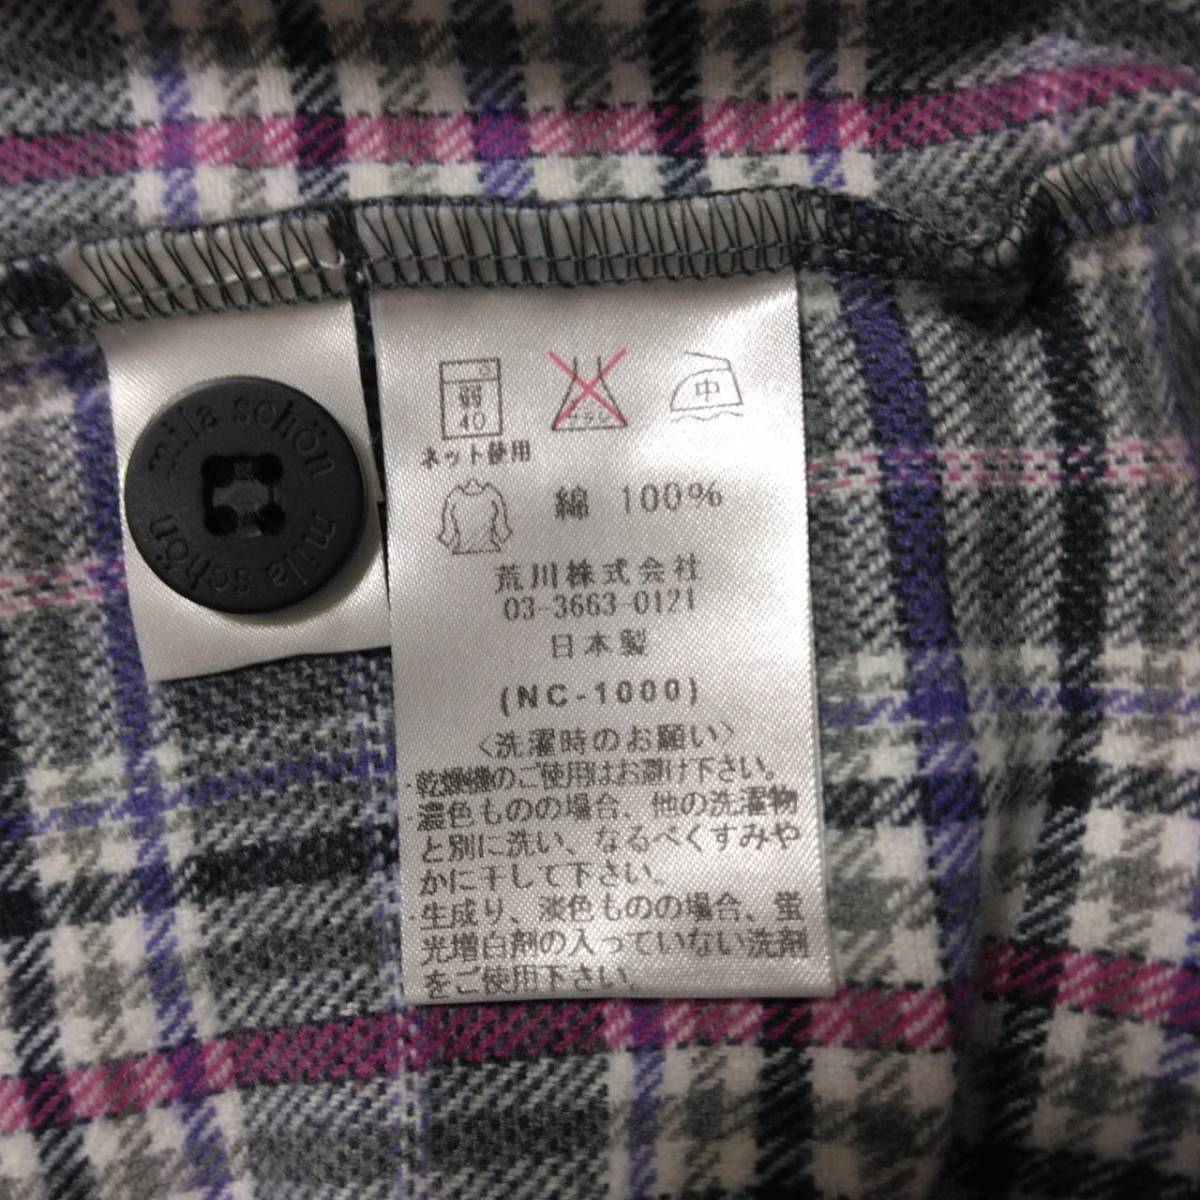 mila schön
mila schön
弱
40
中
ネット使用
綿 100%
荒川株式会社
03-3663-0121
日本製
(NC-1000)
〈洗濯時のお願い〉
・乾燥機のご使用はお避け下さい。
・濃色ものの場合、他の洗濯物
と別に洗い、なるべくすみや
かに干して下さい。
・生成り、淡色ものの場合、蛍
光増白剤の入っていない洗剤
をご使用下さい。